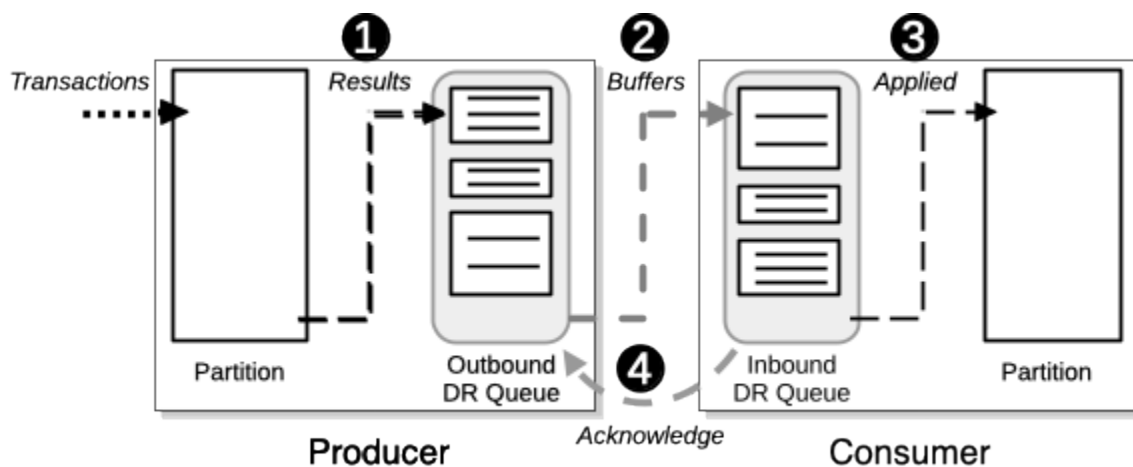 1
2
3
Transactions
Results
Buffers
Applied
Partition
Outbound
DR Queue
4
Inbound
DR Queue
Partition
Acknowledge
Producer
Consumer